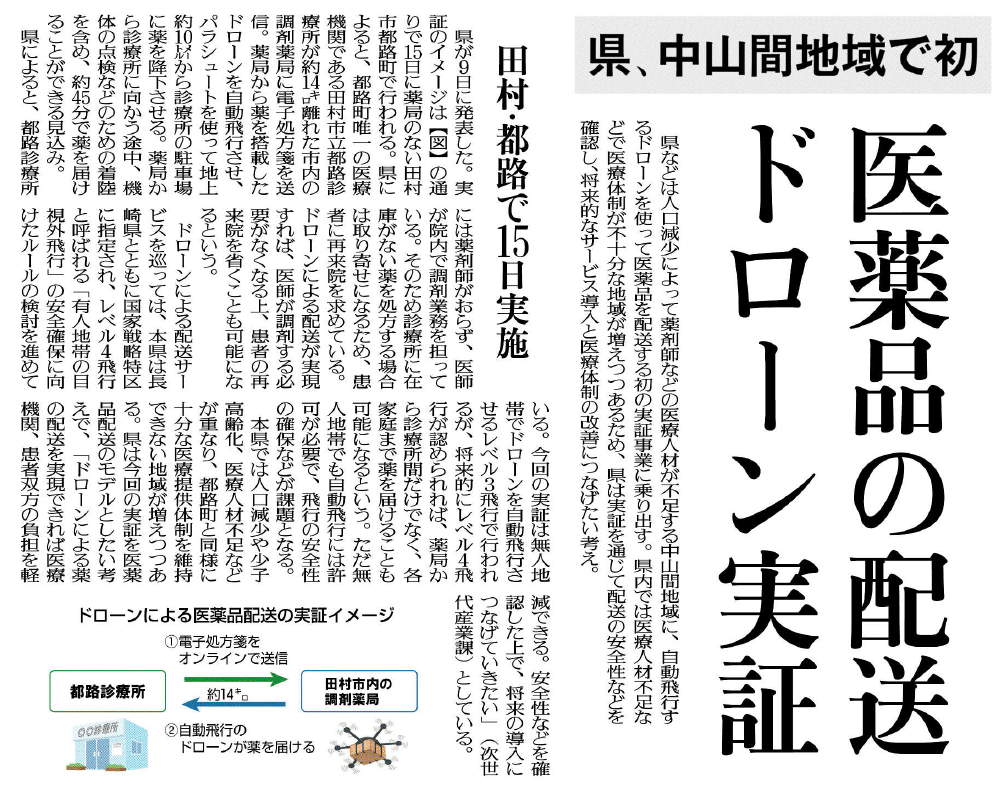 県、中山間地域で初
医薬品の配送
ドローン実証
県などは人口減少によって薬剤師などの医療人材が不足する中山間地域に、自動飛行す
るドローンを使って医薬品を配送する初の実証事業に乗り出す。県内では医療人材不足な
どで医療体制が不十分な地域が増えつつあるため、県は実証を通じて配送の安全性などを
確認し、将来的なサービス導入と医療体制の改善につなげたい考え。
田村・都路で15日実施
県が9日に発表した。実
証のイメージは【図】の通
りで15日に薬局のない田村
市都路町で行われる。県に
よると、都路町唯一の医療
機関である田村市立都路診
療所が約14㌔離れた市内の
調剤薬局に電子処方箋を送
信。薬局から薬を搭載した
ドローンを自動飛行させ、
パラシュートを使って地上
約10㍍から診療所の駐車場
に薬を降下させる。薬局か
ら診療所に向かう途中、機
体の点検などのための着陸
を含め、約45分で薬を届け
ることができる見込み。
県によると、都路診療所
には薬剤師がおらず、医師
が院内で調剤業務を担って
いる。そのため診療所に在
庫がない薬を処方する場合
は取り寄せになるため、患
者に再来院を求めている。
ドローンによる配送が実現
すれば、医師が調剤する必
要がなくなる上、患者の再
来院を省くことも可能にな
るという。
ドローンによる配送サー
ビスを巡っては、本県は長
崎県とともに国家戦略特区
に指定され、レベル4飛行
と呼ばれる「有人地帯の目
視外飛行」の安全確保に向
けたルールの検討を進めて
いる。今回の実証は無人地
帯でドローンを自動飛行さ
せるレベル3飛行で行われ
るが、将来的にレベル4飛
行が認められれば、薬局か
ら診療所間だけでなく、各
家庭まで薬を届けることも
可能になるという。ただ無
人地帯でも自動飛行には許
可が必要で、飛行の安全性
の確保などが課題となる。
本県では人口減少や少子
高齢化、医療人材不足など
が重なり、都路町と同様に
十分な医療提供体制を維持
できない地域が増えつつあ
る。県は今回の実証を医薬
品配送のモデルとしたい考
えで、「ドローンによる薬
の配送を実現できれば医療
機関、患者双方の負担を軽
減できる。安全性などを確
認した上で、将来の導入に
つなげていきたい」（次世
代産業課）としている。
ドローンによる医薬品配送の実証イメージ
①電子処方箋を
オンラインで送信
都路診療所
約14㌔
田村市内の
調剤薬局
〇〇診療所
②自動飛行の
ドローンが薬を届ける